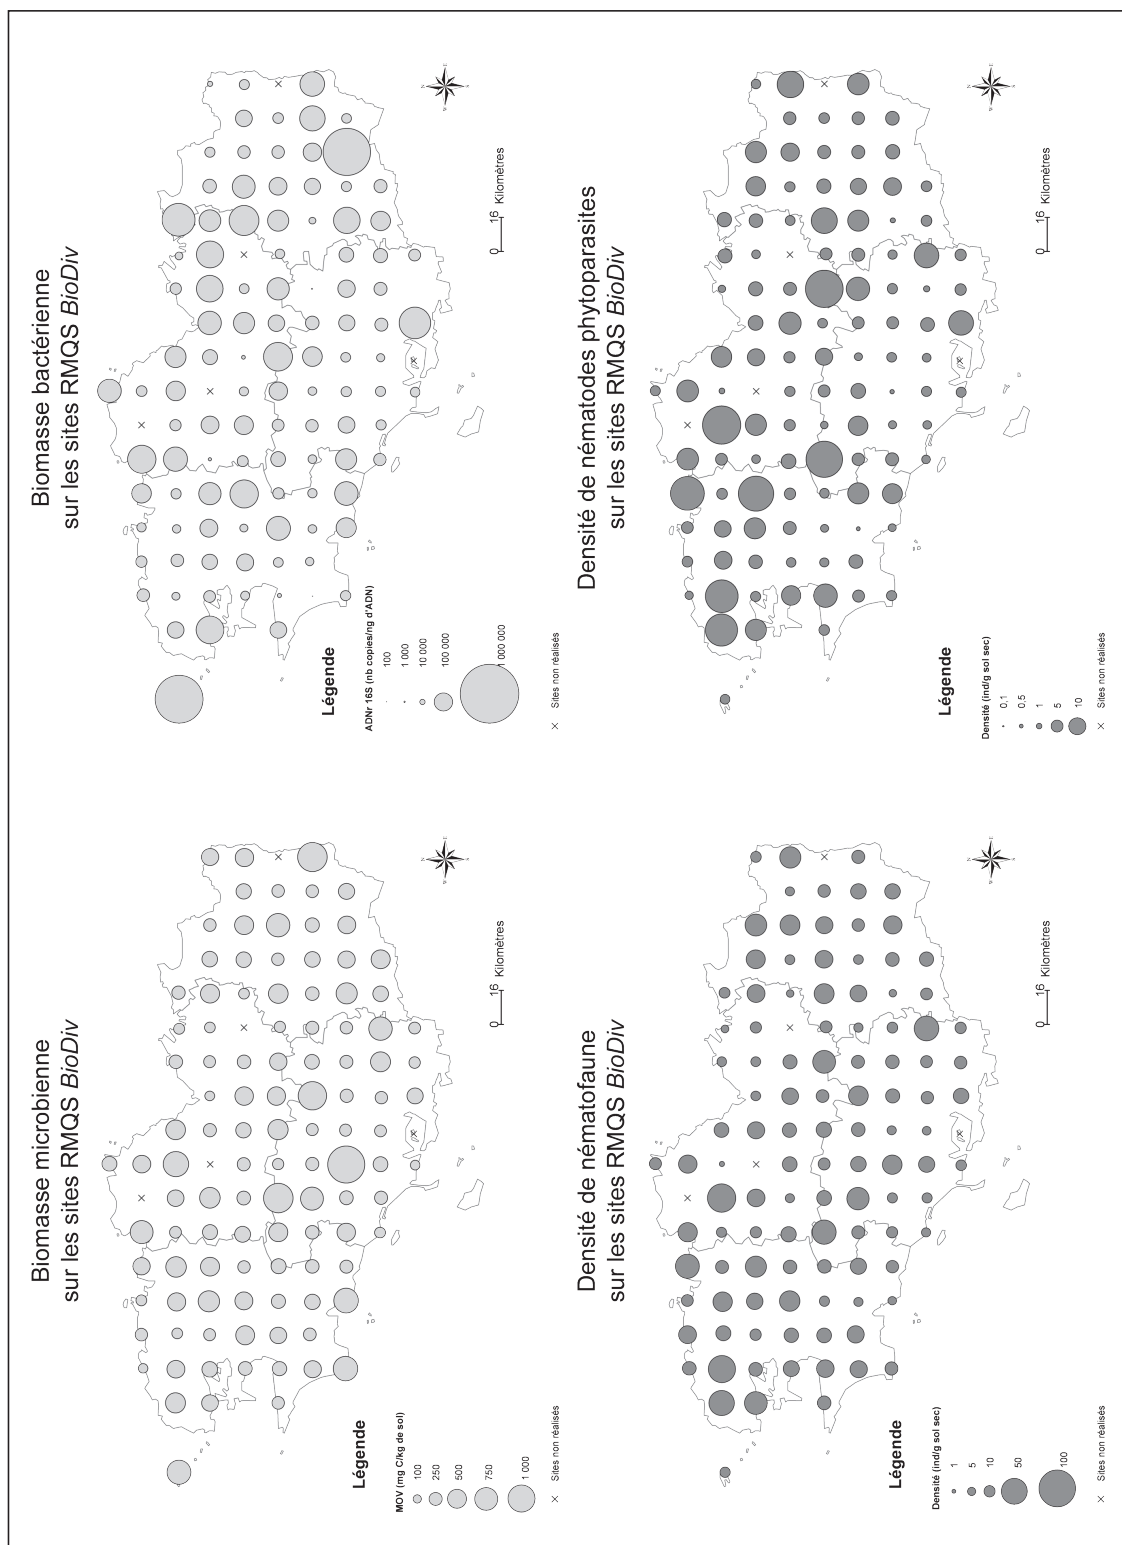 Biomasse microbienne
sur les sites RMQS BioDiv
Légende
MOV (mg C/kg de sol)
100
250
500
750
1 000
Sites non réalisés
0 16 Kilomètres
Biomasse bactérienne
sur les sites RMQS BioDiv
Légende
ADNr 16S (nb copies/ng d'ADN)
100
1 000
10 000
100 000
1 000 000
Sites non réalisés
0 16 Kilomètres
Densité de nématofaune
sur les sites RMQS BioDiv
Légende
Densité (ind/g sol sec)
1
5
10
50
100
Sites non réalisés
0 16 Kilomètres
Densité de nématodes phytoparasites
sur les sites RMQS BioDiv
Légende
Densité (ind/g sol sec)
0.1
0.5
1
5
10
Sites non réalisés
0 16 Kilomètres